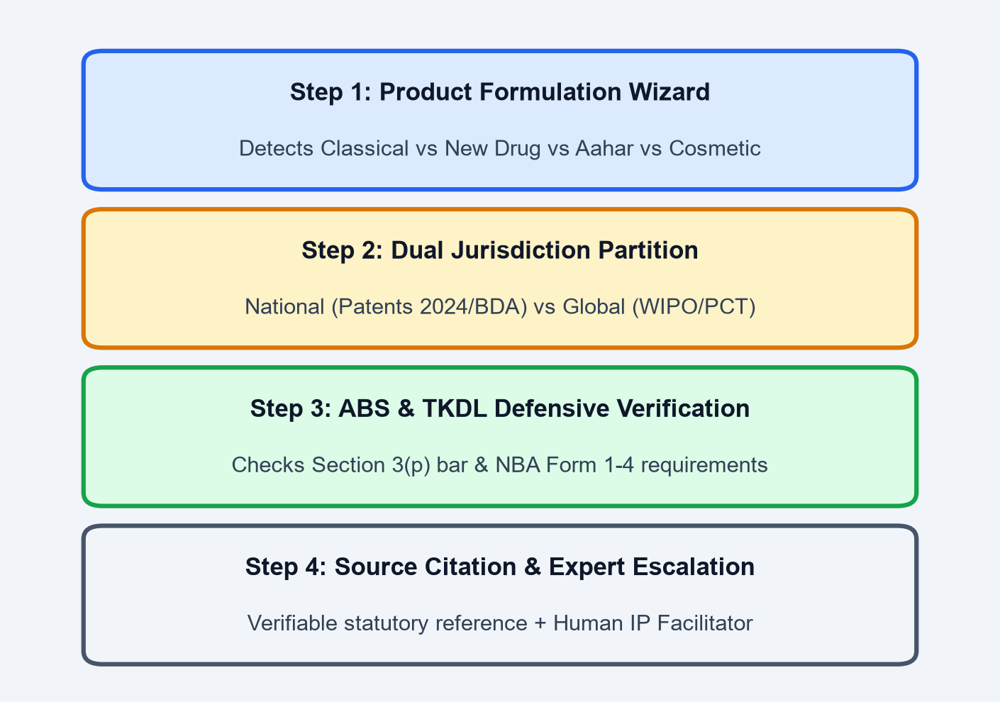 Step 1: Product Formulation Wizard
Detects Classical vs New Drug vs Aahar vs Cosmetic
Step 2: Dual Jurisdiction Partition
National (Patents 2024/BDA) vs Global (WIPO/PCT)
Step 3: ABS & TKDL Defensive Verification
Checks Section 3(p) bar & NBA Form 1-4 requirements
Step 4: Source Citation & Expert Escalation
Verifiable statutory reference + Human IP Facilitator